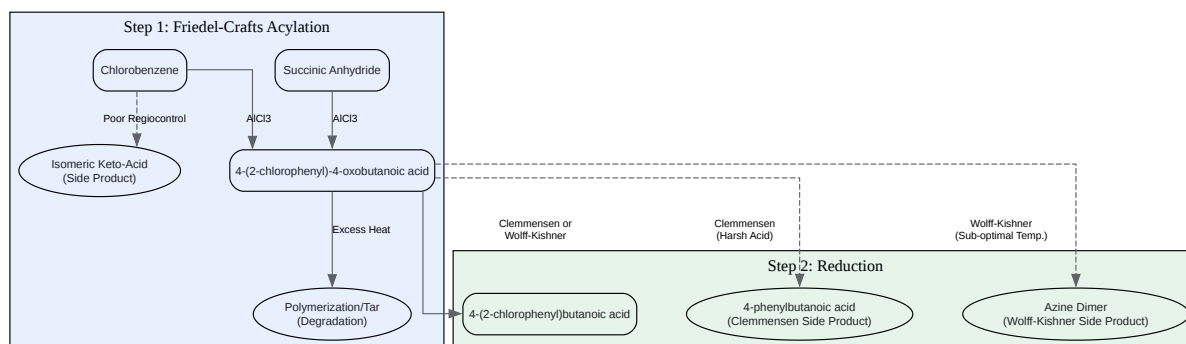 Step 1: Friedel-Crafts Acylation
Chlorobenzene
Succinic Anhydride
Poor Regiocontrol
AlCl3
AlCl3
Isomeric Keto-Acid
(Side Product)
4-(2-chlorophenyl)-4-oxobutanoic acid
Excess Heat
Clemmensen or
Wolff-Kishner
Clemmensen
(Harsh Acid)
Wolff-Kishner
(Sub-optimal Temp.)
Step 2: Reduction
Polymerization/Tar
(Degradation)
4-(2-chlorophenyl)butanoic acid
4-phenylbutanoic acid
(Clemmensen Side Product)
Azine Dimer
(Wolff-Kishner Side Product)